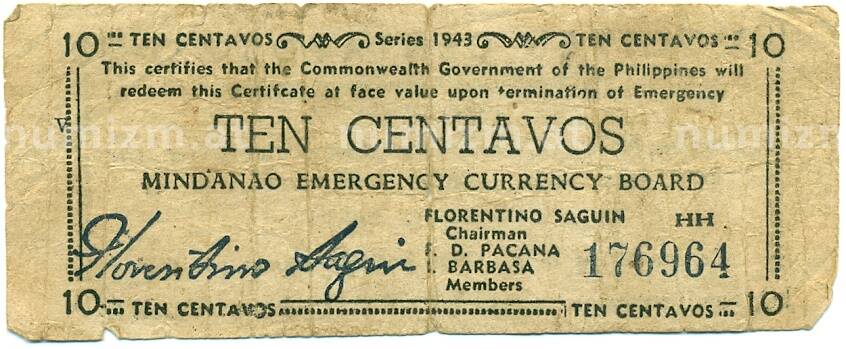 10 TEN CENTAVOS Series 1943 TEN CENTAVOS 10
This certifies that the Commonwealth Government of the Philippines will
redeem this Certifcate at face value upon termination of Emergency
V
TEN CENTAVOS
MINDANAO EMERGENCY CURRENCY BOARD
FLORENTINO SAGUIN HH
Chairman
F. D. PACANA
BARBASA
Members
176964
Florentino Saguin
10 TEN CENTAVOS TEN CENTAVOS 10
numizm.at